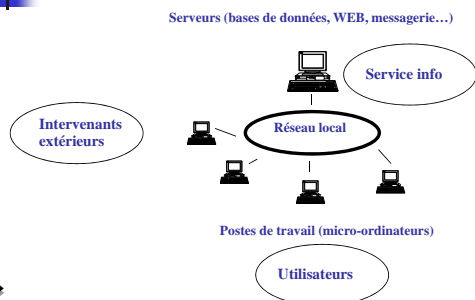 Serveurs (bases de données, WEB, messagerie…)
Service info
Intervenants
extérieurs
Réseau local
Postes de travail (micro-ordinateurs)
Utilisateurs